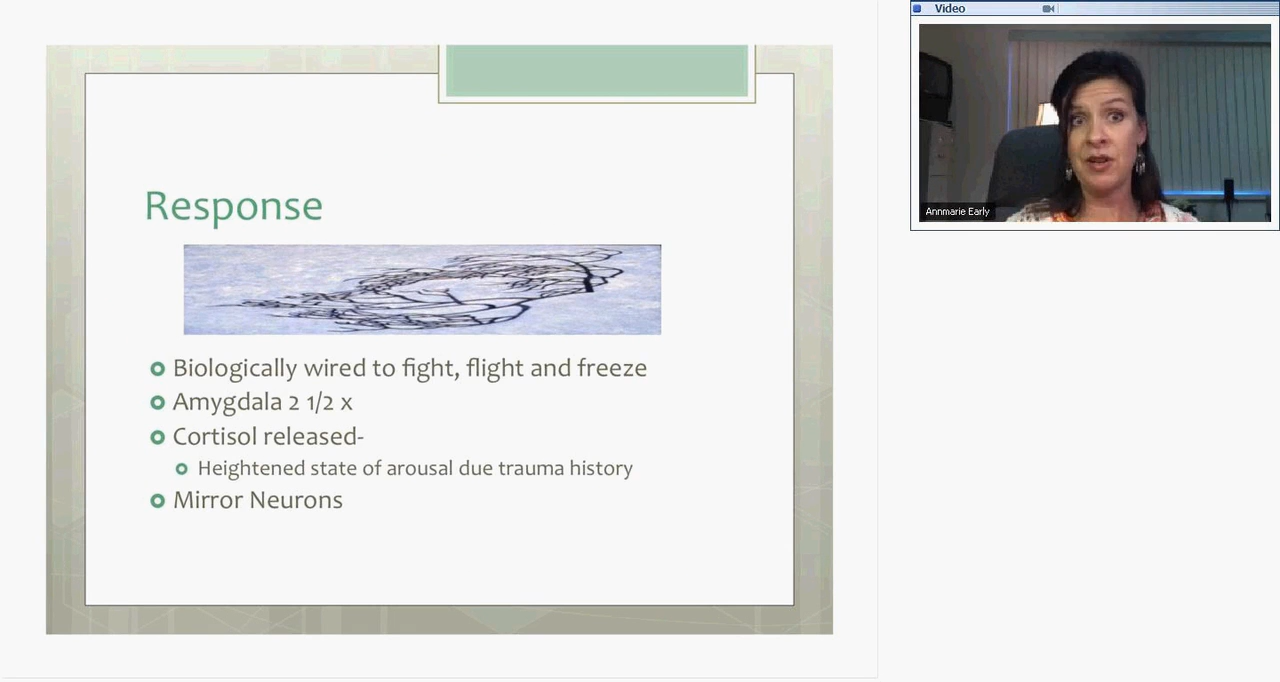 Video
Annmarie Early
Response
Biologically wired to fight, flight and freeze
Amygdala 2 1/2 x
Cortisol released-
Heightened state of arousal due trauma history
Mirror Neurons